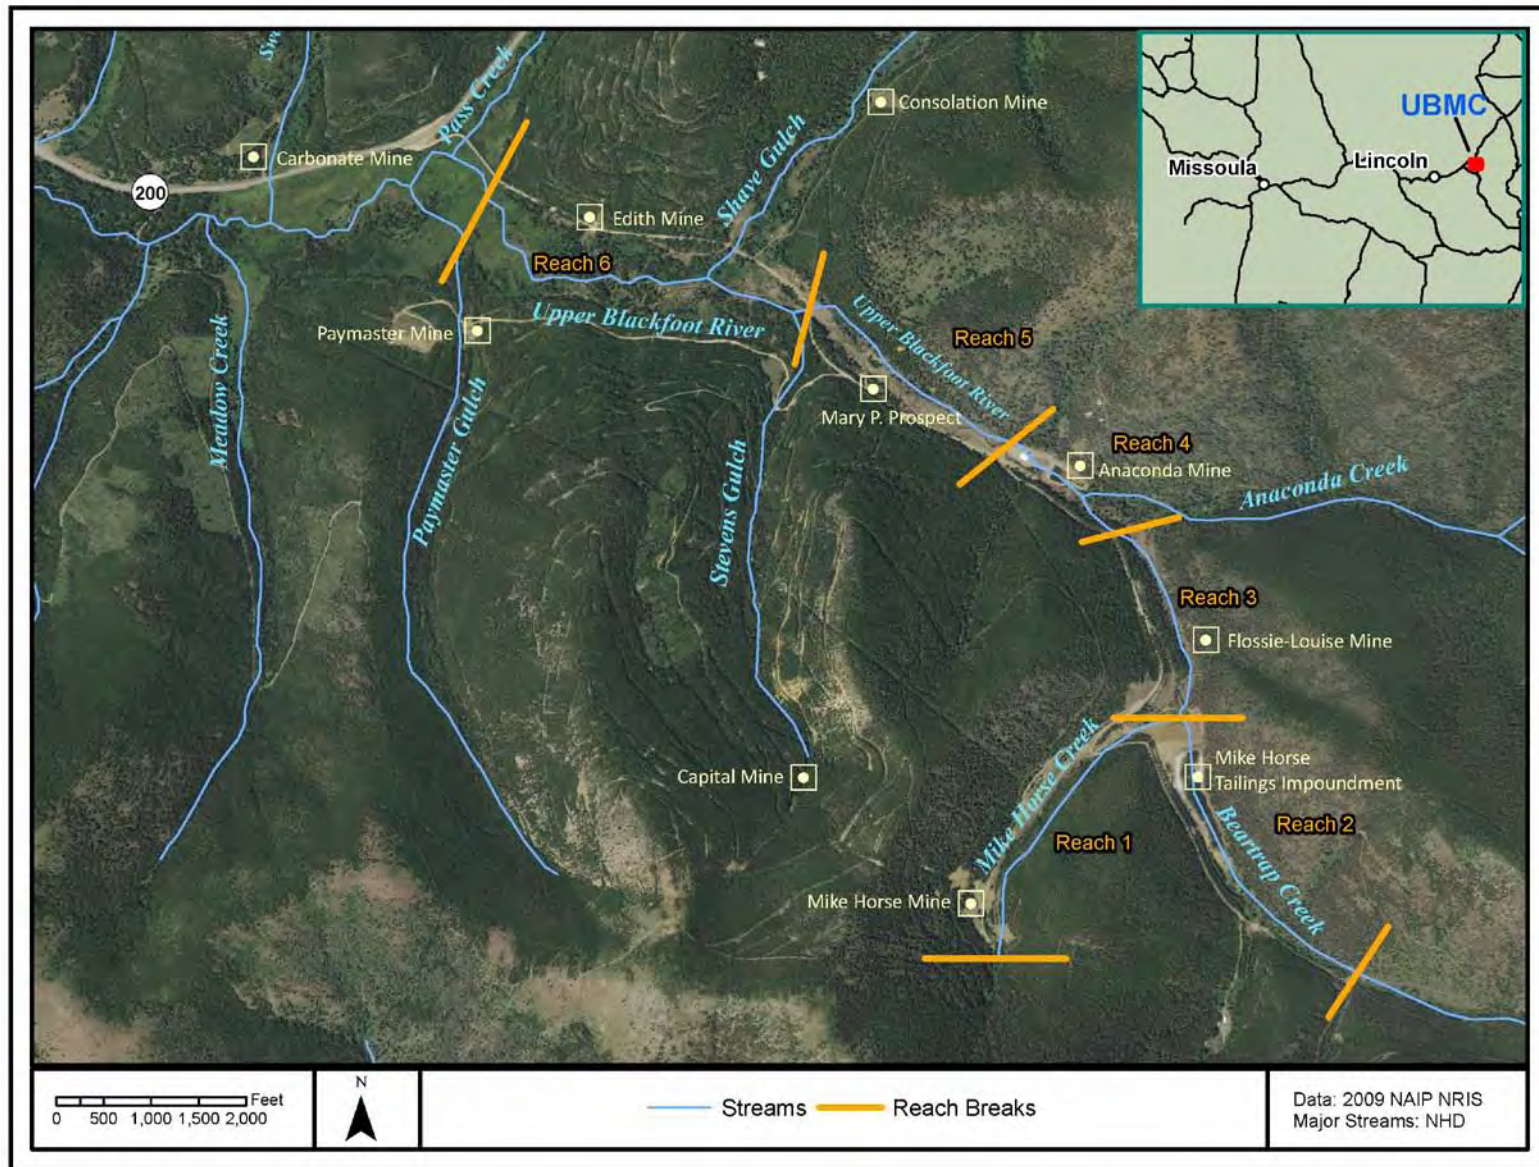 Swa
Pass Creek
Consolation Mine
Carbonate Mine
200
Shave Gulch
Edith Mine
Reach 6
UBMC
Missoula
Lincoln
Paymaster Mine
Upper Blackfoot River
Upper Blackfoot River
Reach 5
Meadow Creek
Paymaster Gulch
Stevens Gulch
Mary P. Prospect
Reach 4
Anaconda Mine
Anaconda Creek
Reach 3
Flossie-Louise Mine
Capital Mine
Mike Horse Creek
Mike Horse
Tailings Impoundment
Reach 1
Reach 2
Beartrap Creek
Mike Horse Mine
Feet
0 500 1,000 1,500 2,000
N
Streams
Reach Breaks
Data: 2009 NAIP NRIS
Major Streams: NHD